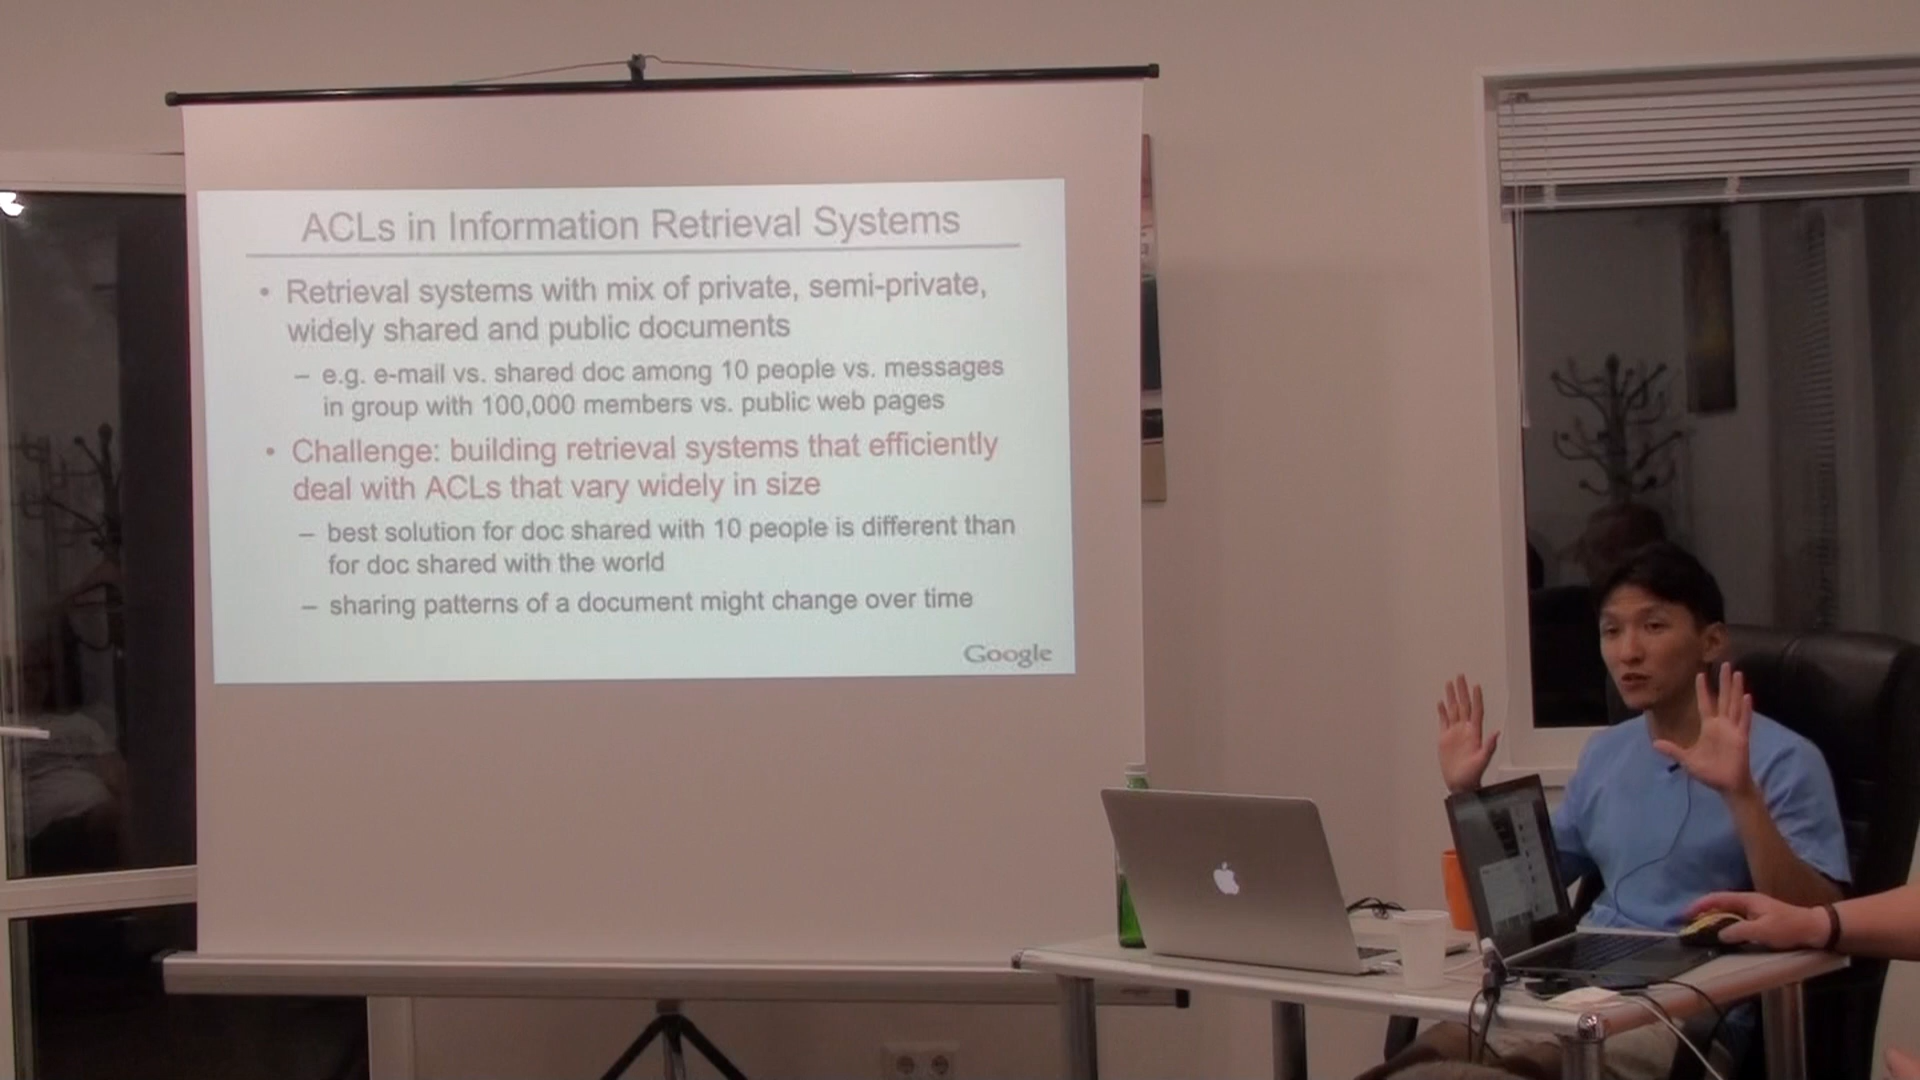 ACLs in Information Retrieval Systems
• Retrieval systems with mix of private, semi-private,
widely shared and public documents
– e.g. e-mail vs. shared doc among 10 people vs. messages
in group with 100,000 members vs. public web pages
• Challenge: building retrieval systems that efficiently
deal with ACLs that vary widely in size
– best solution for doc shared with 10 people is different than
for doc shared with the world
– sharing patterns of a document might change over time
Google